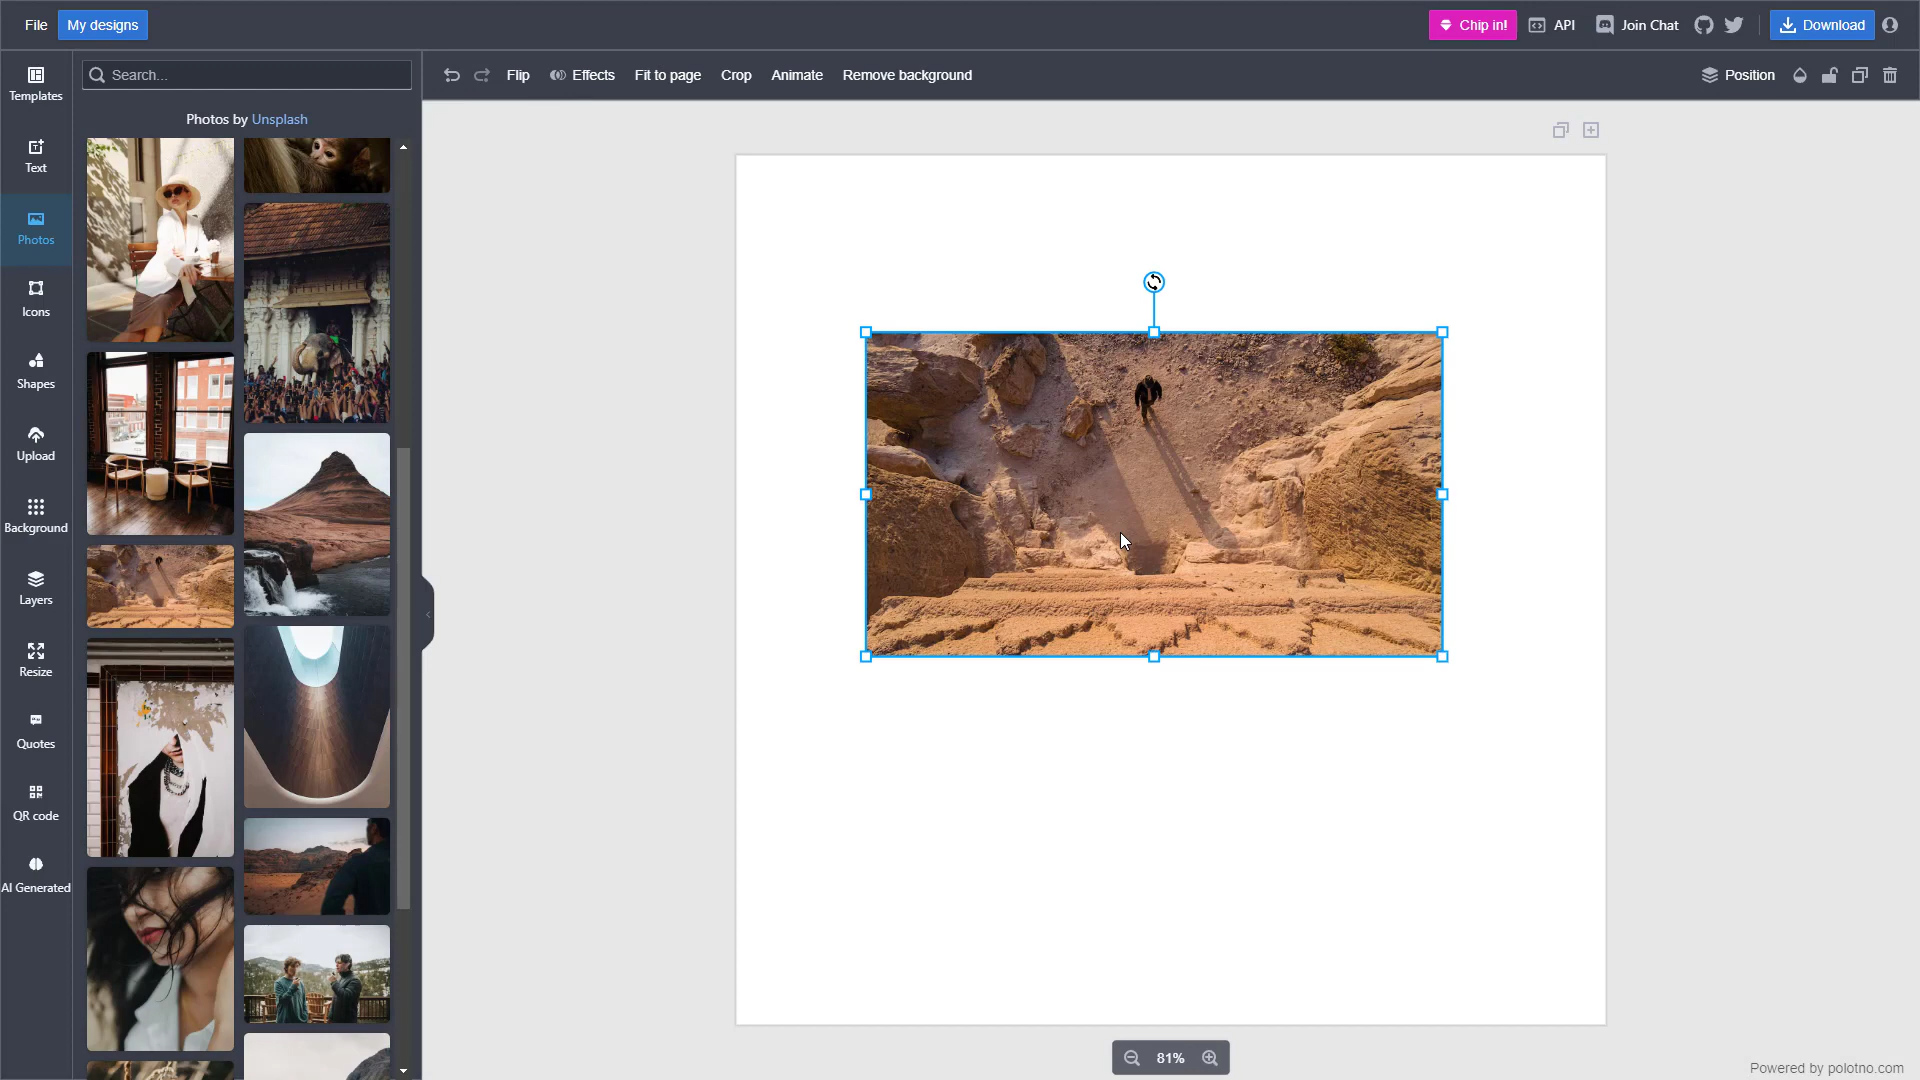 File
My designs
Chip in!
API
Join Chat
Download
Templates
Text
Photos
Icons
Shapes
Upload
Background
Layers
Resize
Quotes
QR code
AI Generated
Search...
Photos by Unsplash
Flip
Effects
Fit to page
Crop
Animate
Remove background
Position
81%
Powered by polotno.com